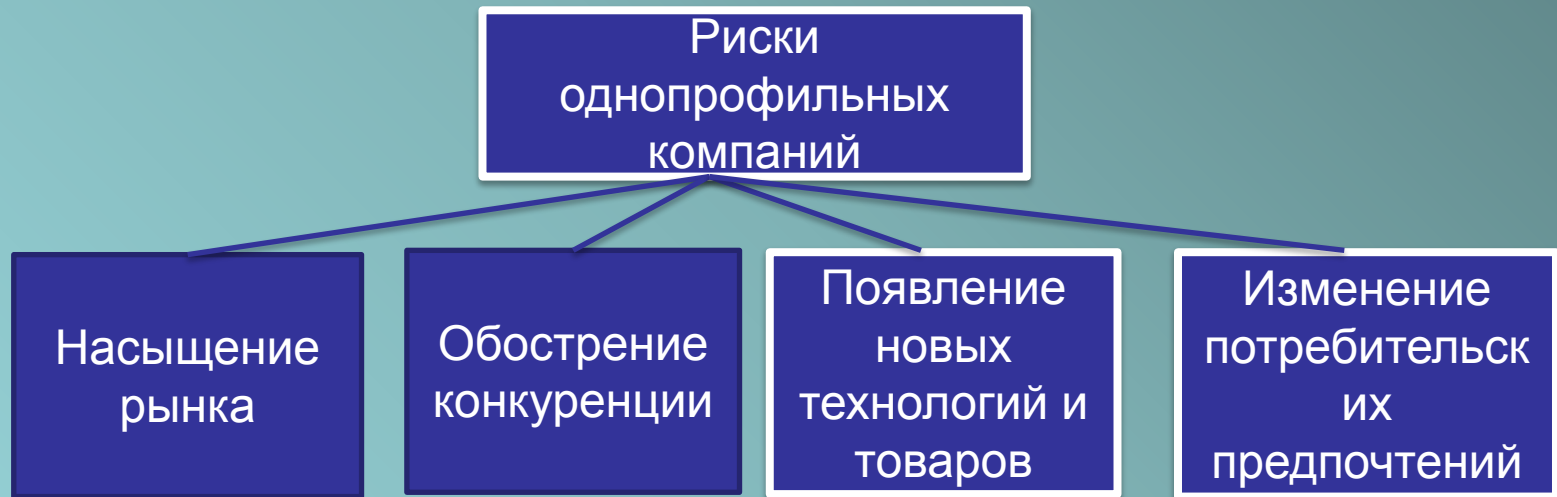 Риски
однопрофильных
компаний
Насыщение
рынка
Обострение
конкуренции
Появление
новых
технологий и
товаров
Изменение
потребительск
их
предпочтений